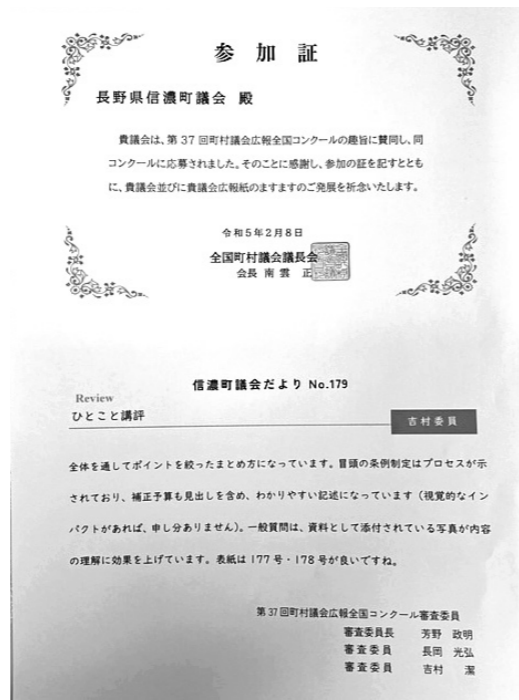 参加証
長野県信濃町議会 殿
貴議会は、第37回町村議会広報全国コンクールの趣旨に賛同し、同
コンクールに応募されました。そのことに感謝し、参加の証を記すととも
に、貴議会並びに貴議会広報紙のますますのご発展を祈念いたします。
令和5年2月8日
全国町村議会議長会
会長 南雲 正
信濃町議会だより No.179
Review
ひとこと講評
吉村委員
全体を通してポイントを絞ったまとめ方になっています。冒頭の条例制定はプロセスが示
されており、補正予算も見出しを含め、わかりやすい記述になっています（視覚的なイン
パクトがあれば、申し分ありません）。一般質問は、資料として添付されている写真が内容
の理解に効果を上げています。表紙は177号・178号が良いですね。
第37回町村議会広報全国コンクール審査委員
審査委員長 芳野 政明
審査委員 長岡 光弘
審査委員 吉村 潔